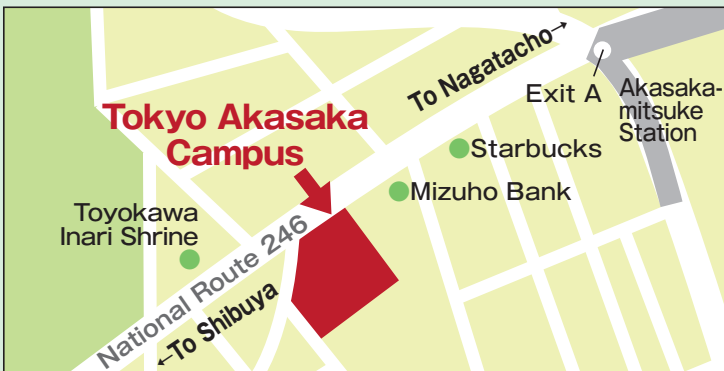 To Nagatacho→
Exit A
Akasaka-
mitsuke
Station
Tokyo Akasaka
Campus
Starbucks
Mizuho Bank
Toyokawa
Inari Shrine
National Route 246
←To Shibuya